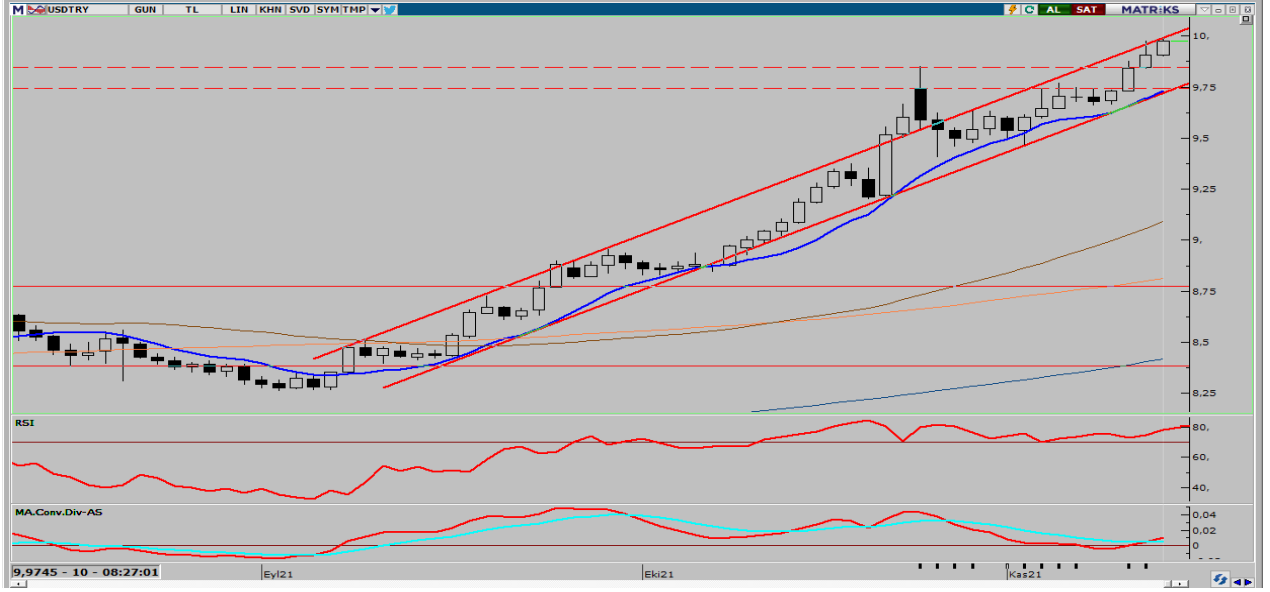 M USDTRY GUN TL LIN KHN SVD SYM TMP C AL SAT MATRiKS
10,
9,75
9,5
9,25
9,
8,75
8,5
8,25
RSI
80,
60,
40,
MA.Conv.Div-AS
0,04
0,02
0
9,9745 - 10 - 08:27:01
Eyl21
Eki21
Kas21